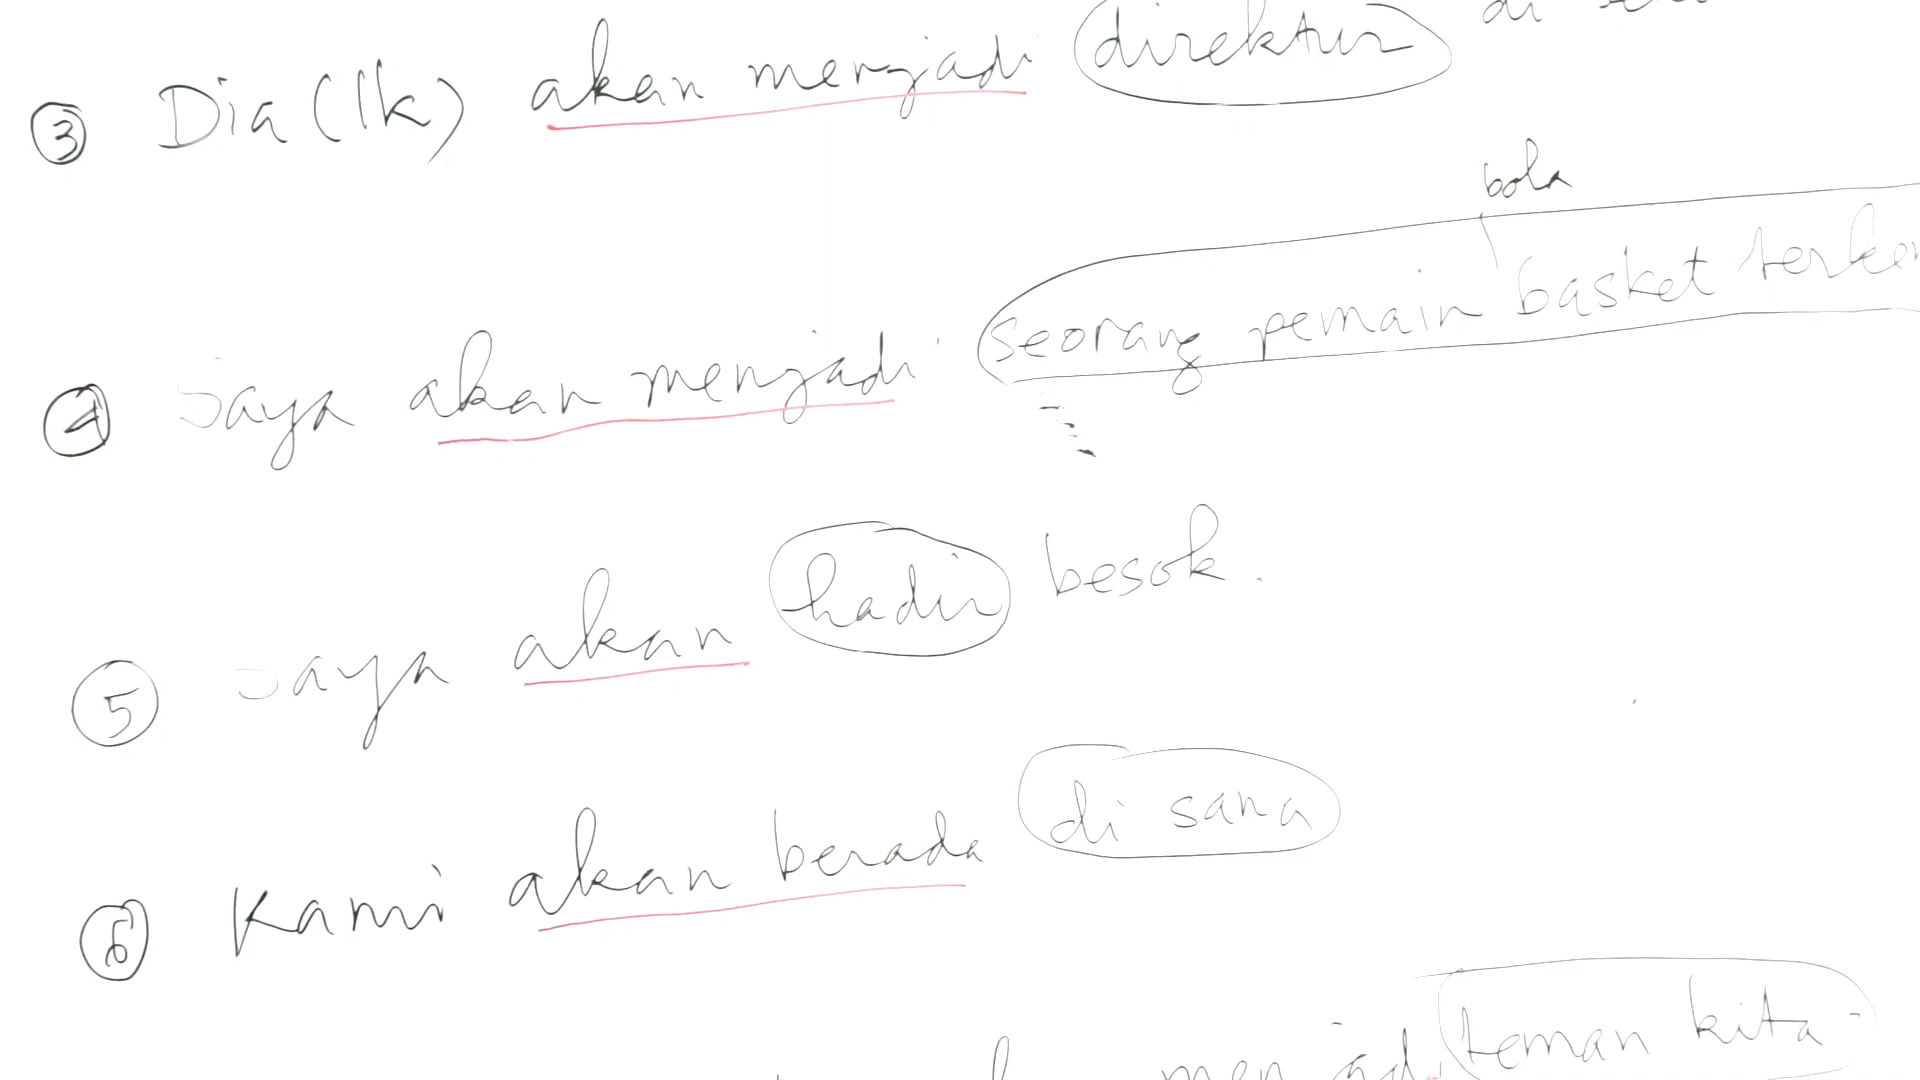 ③ Dia (lk) akan menjadi direktur di
bola
④ Saya akan menjadi seorang pemain basket
⑤ Saya akan hadir besok.
⑥ Kami akan berada di sana
teman kita